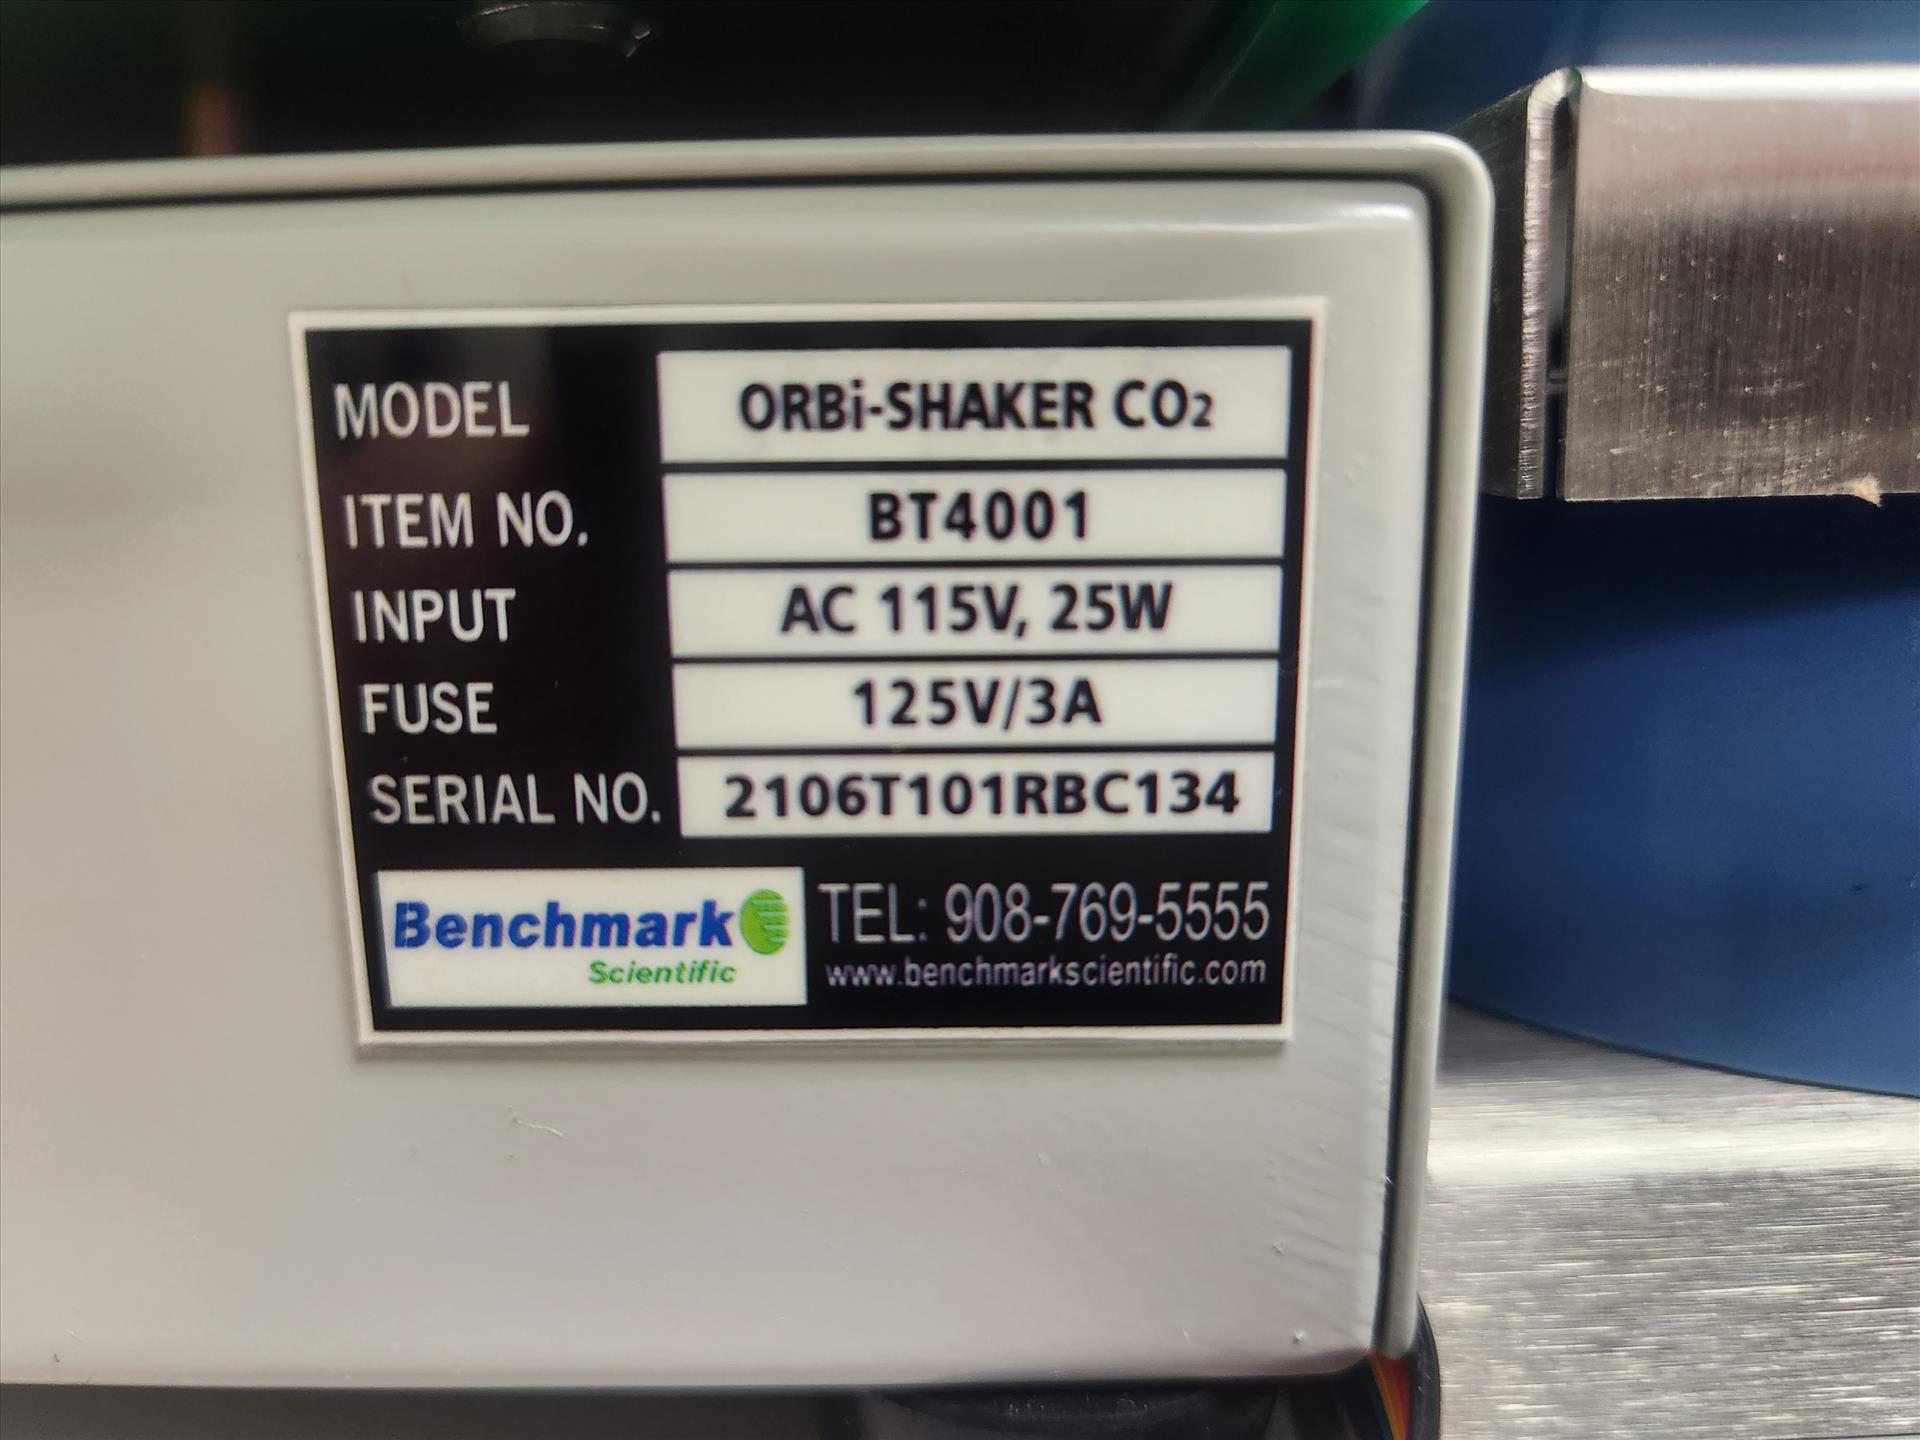 MODEL ORBi-SHAKER CO₂
ITEM NO. BT4001
INPUT AC 115V, 25W
FUSE 125V/3A
SERIAL NO. 2106T101RBC134
Benchmark TEL: 908-769-5555
Scientific www.benchmarkscientific.com